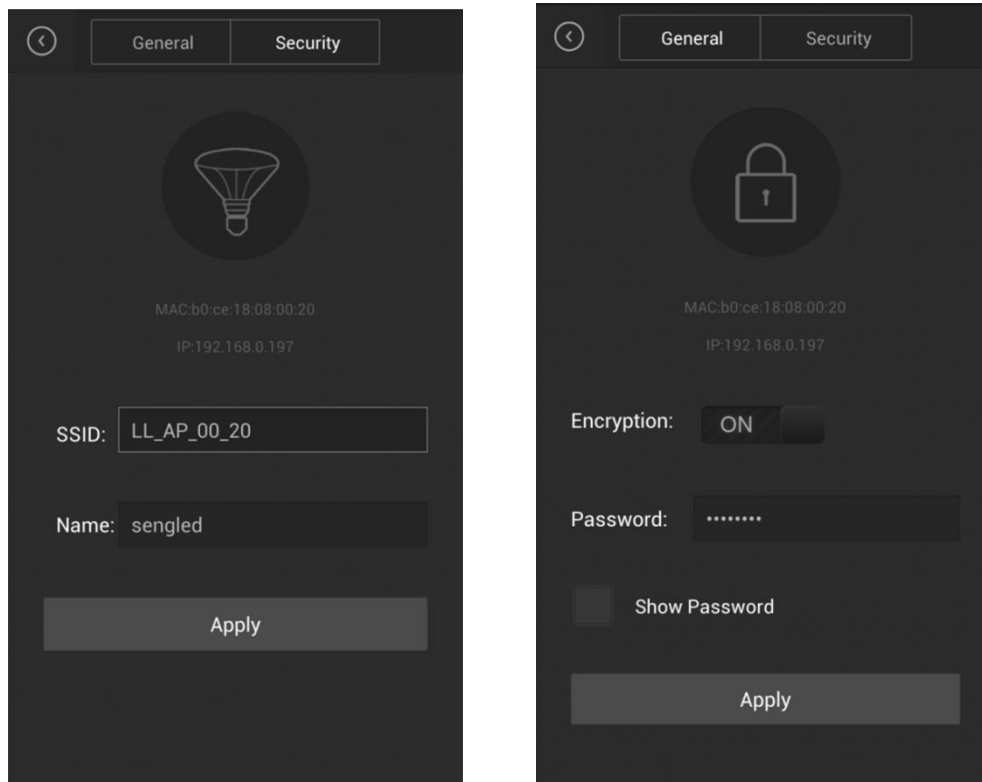 General Security
MAC:b0:ce:18:08:00:20
IP:192.168.0.197
SSID: LL_AP_00_20
Name: sengled
Apply
General Security
MAC:b0:ce:18:08:00:20
IP:192.168.0.197
Encryption: ON
Password: ••••••••
Show Password
Apply